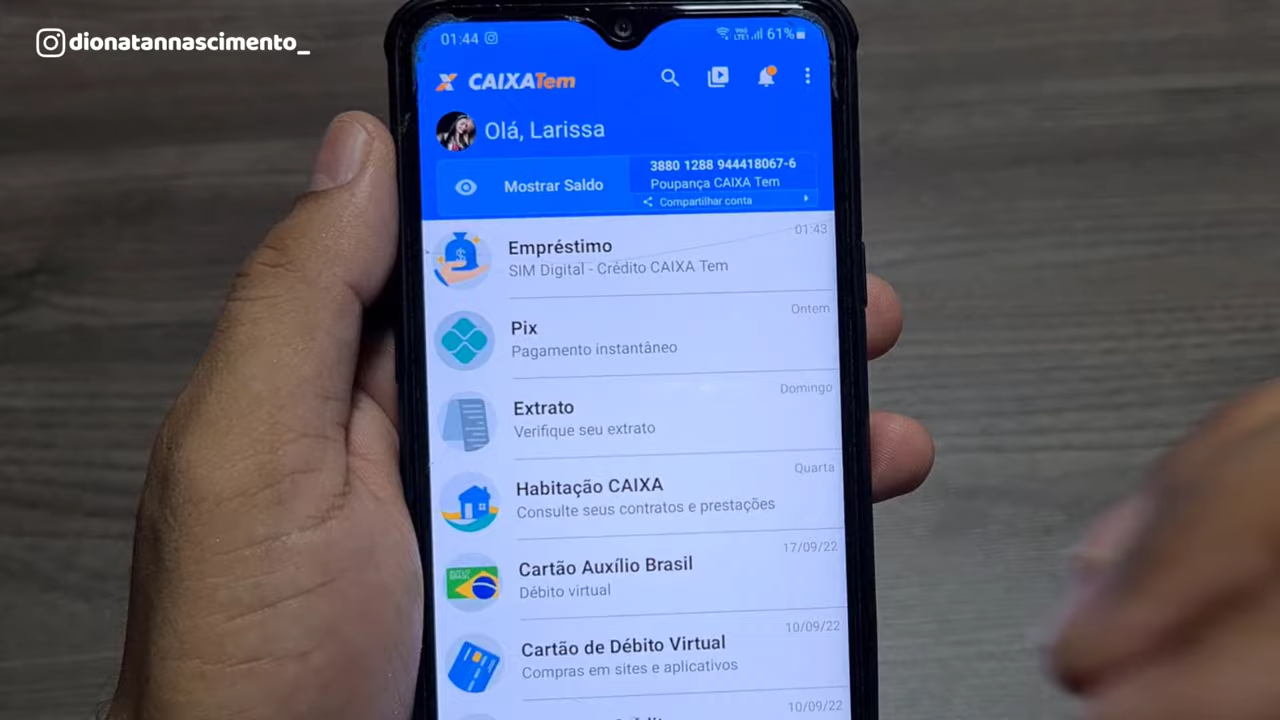 dionatannascimento_
01:44
61%
CAIXATem
Olá, Larissa
Mostrar Saldo
3880 1288 944418067-6
Poupança CAIXA Tem
Compartilhar conta
Empréstimo
01:43
SIM Digital - Crédito CAIXA Tem
Pix
Ontem
Pagamento instantâneo
Extrato
Domingo
Verifique seu extrato
Habitação CAIXA
Quarta
Consulte seus contratos e prestações
Cartão Auxílio Brasil
17/09/22
Débito virtual
Cartão de Débito Virtual
10/09/22
Compras em sites e aplicativos
10/09/22